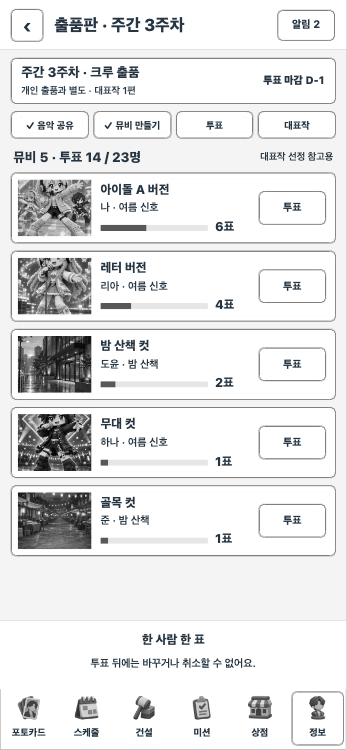 ‹ 출품판 · 주간 3주차 알림 2
주간 3주차 · 크루 출품
개인 출품과 별도 · 대표작 1편
투표 마감 D-1
✓ 음악 공유 ✓ 뮤비 만들기 투표 대표작
뮤비 5 · 투표 14 / 23명 대표작 선정 참고용
아이돌 A 버전
나 · 여름 신호
6표
투표
레터 버전
리아 · 여름 신호
4표
투표
밤 산책 컷
도윤 · 밤 산책
2표
투표
무대 컷
하나 · 여름 신호
1표
투표
골목 컷
준 · 밤 산책
1표
투표
한 사람 한 표
투표 뒤에는 바꾸거나 취소할 수 없어요.
포토카드 스케줄 건설 미션 상점 정보